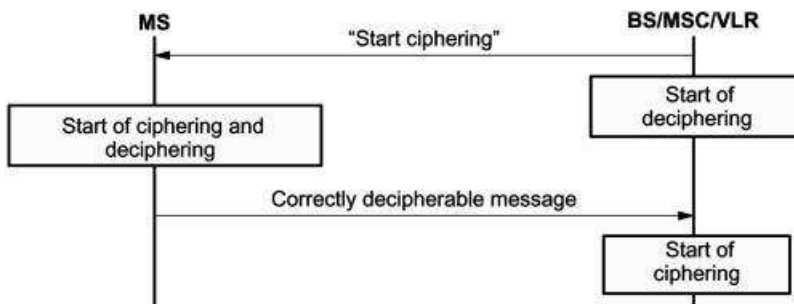 MS
BS/MSC/VLR
"Start ciphering"
Start of
deciphering
Start of ciphering and
deciphering
Correctly decipherable message
Start of
ciphering